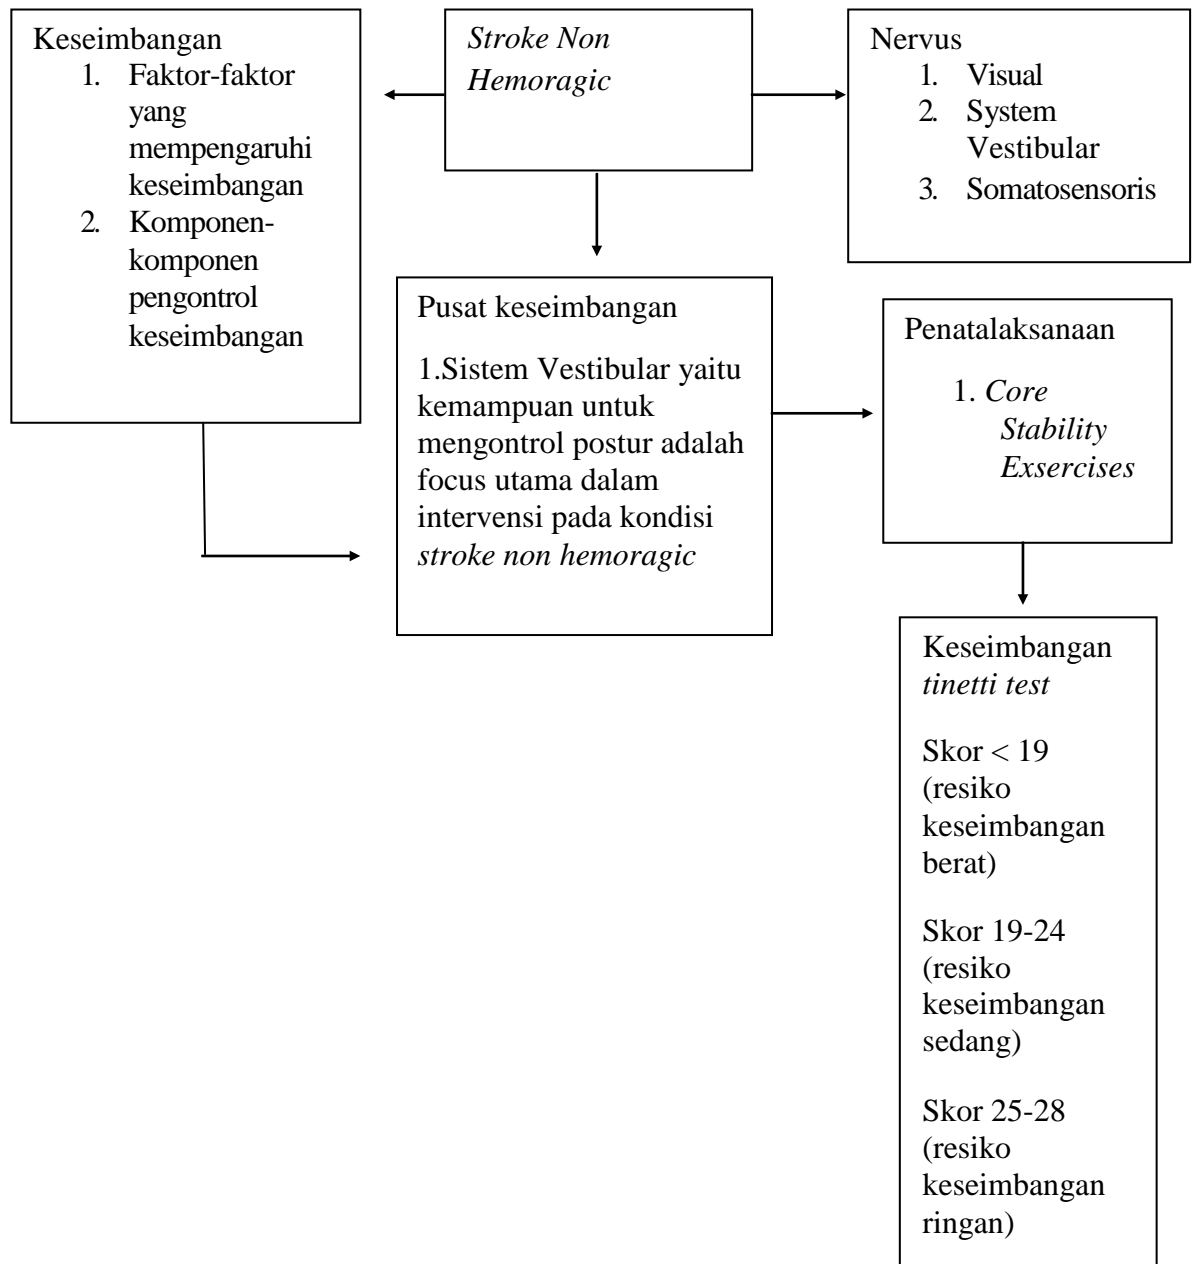 Keseimbangan
1. Faktor-faktor
yang
mempengaruhi
keseimbangan
2. Komponen-
komponen
pengontrol
keseimbangan
Stroke Non
Hemoragic
Nervus
1. Visual
2. System
Vestibular
3. Somatosensoris
Pusat keseimbangan
1.Sistem Vestibular yaitu
kemampuan untuk
mengontrol postur adalah
focus utama dalam
intervensi pada kondisi
stroke non hemoragic
Penatalaksanaan
1. Core
Stability
Exsercises
Keseimbangan
tinetti test
Skor < 19
(resiko
keseimbangan
berat)
Skor 19-24
(resiko
keseimbangan
sedang)
Skor 25-28
(resiko
keseimbangan
ringan)